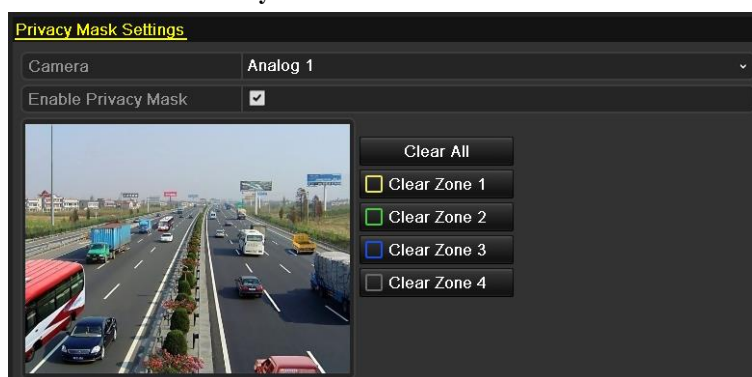 Privacy Mask Settings
Camera Analog 1
Enable Privacy Mask
Clear All
Clear Zone 1
Clear Zone 2
Clear Zone 3
Clear Zone 4